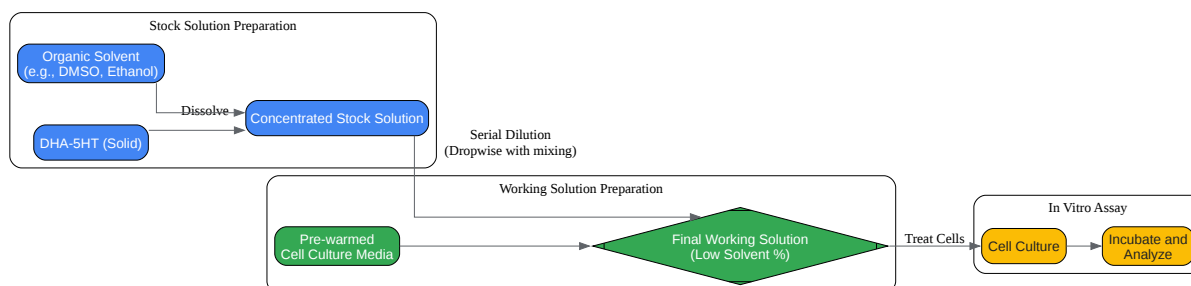 Stock Solution Preparation
Organic Solvent
(e.g., DMSO, Ethanol)
Dissolve
Concentrated Stock Solution
DHA-5HT (Solid)
Serial Dilution
(Dropwise with mixing)
Working Solution Preparation
Pre-warmed
Cell Culture Media
Final Working Solution
(Low Solvent %)
Treat Cells
In Vitro Assay
Cell Culture
Incubate and
Analyze